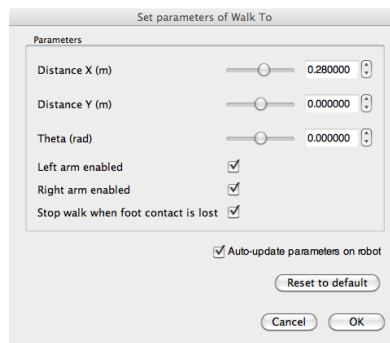 Set parameters of Walk To
Parameters
Distance X (m) 0.280000
Distance Y (m) 0.000000
Theta (rad) 0.000000
Left arm enabled
Right arm enabled
Stop walk when foot contact is lost
Auto-update parameters on robot
Reset to default
Cancel OK